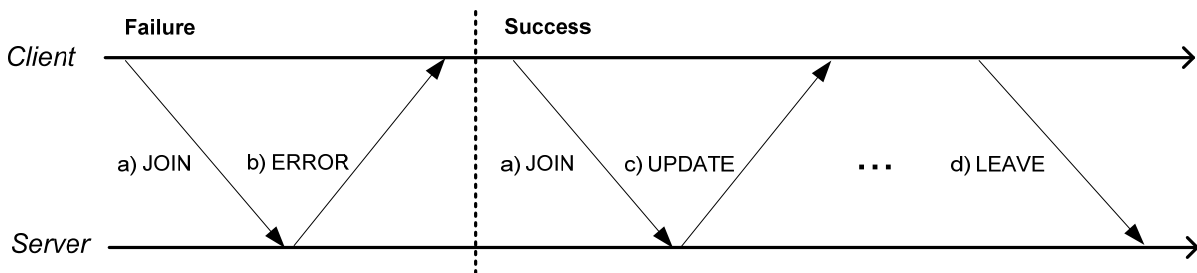 Failure
Success
Client
a) JOIN
b) ERROR
a) JOIN
c) UPDATE
...
d) LEAVE
Server